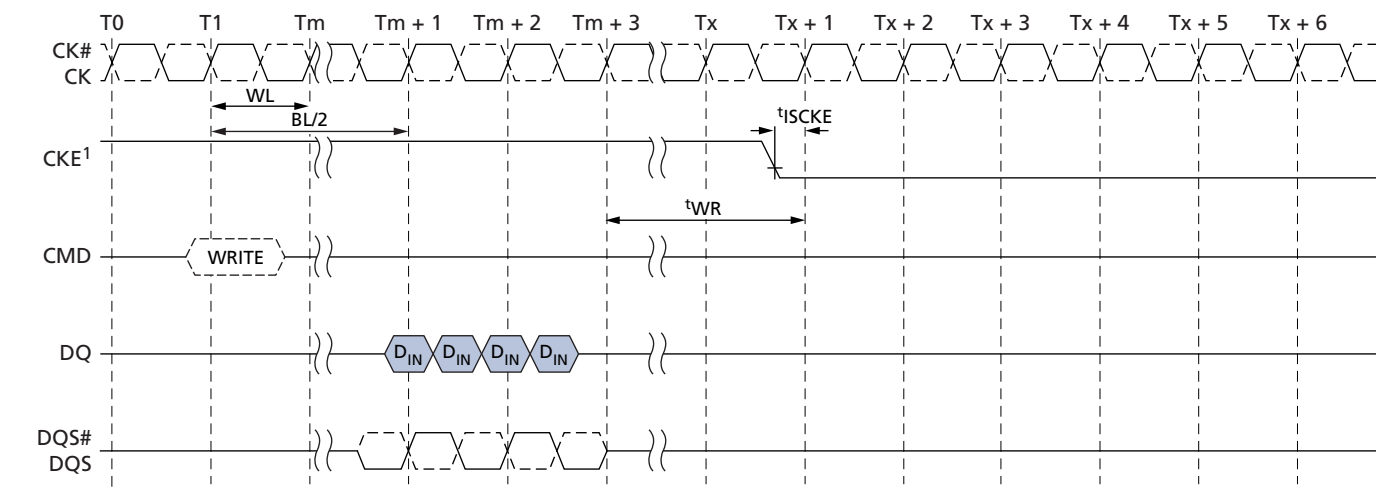 T0 T1 Tm Tm + 1 Tm + 2 Tm + 3 Tx Tx + 1 Tx + 2 Tx + 3 Tx + 4 Tx + 5 Tx + 6
CK#
CK
WL
BL/2
tISCKE
CKE1
tWR
CMD WRITE
DQ DIN DIN DIN DIN
DQS#
DQS